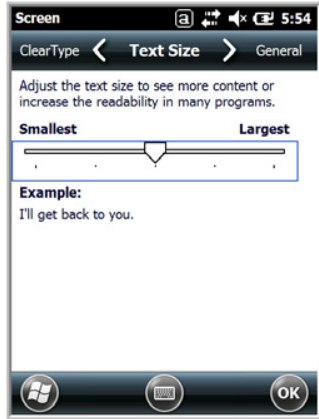 Screen a 5:54
ClearType Text Size General
Adjust the text size to see more content or
increase the readability in many programs.
Smallest Largest
Example:
I'll get back to you.
OK